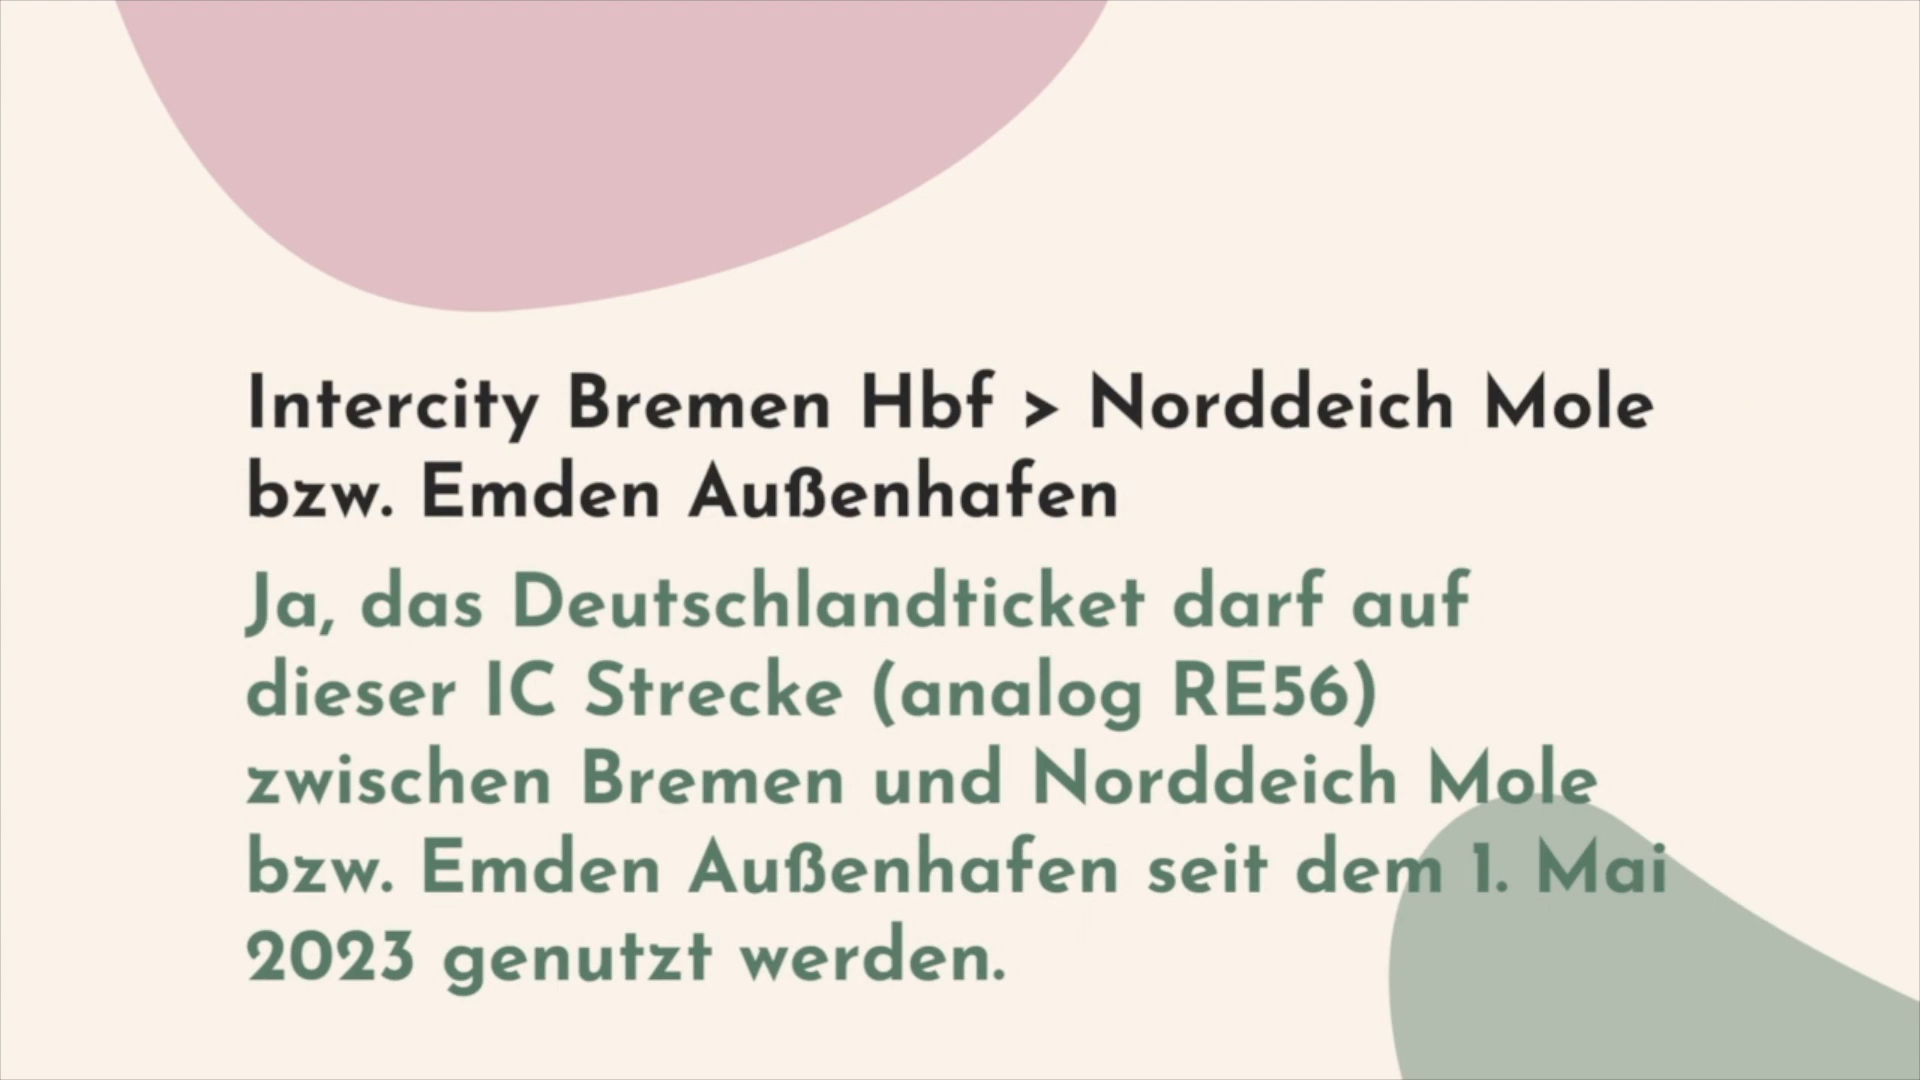 Intercity Bremen Hbf > Norddeich Mole
bzw. Emden Außenhafen
Ja, das Deutschlandticket darf auf
dieser IC Strecke (analog RE56)
zwischen Bremen und Norddeich Mole
bzw. Emden Außenhafen seit dem 1. Mai
2023 genutzt werden.